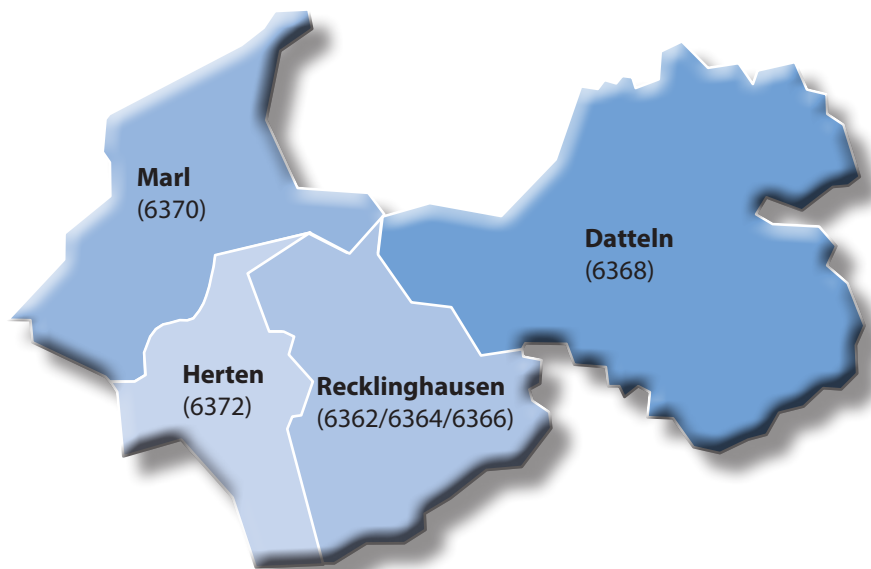 Marl
(6370)
Datteln
(6368)
Herten
(6372)
Recklinghausen
(6362/6364/6366)